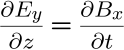 ∂E_y/∂z = ∂B_x/∂t